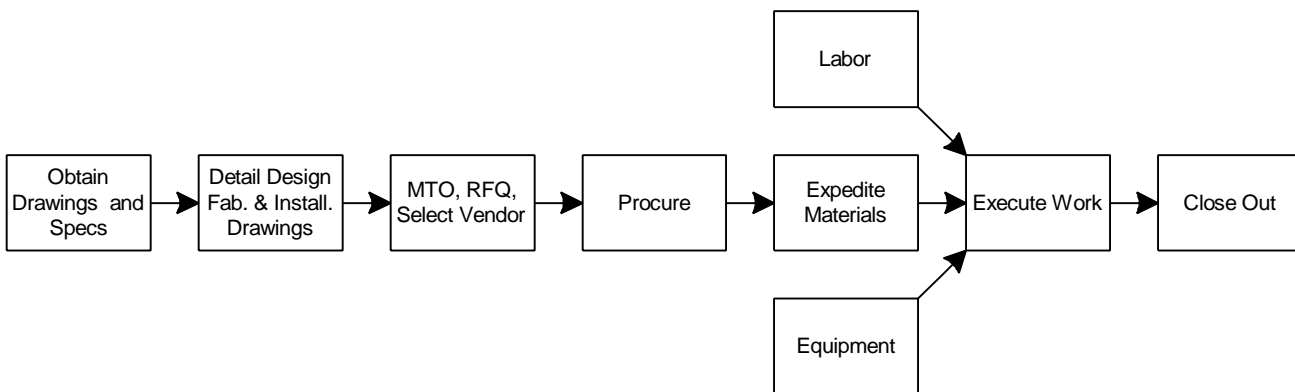 Labor
Obtain
Drawings and
Specs
Detail Design
Fab. & Install.
Drawings
MTO, RFQ,
Select Vendor
Procure
Expedite
Materials
Execute Work
Close Out
Equipment